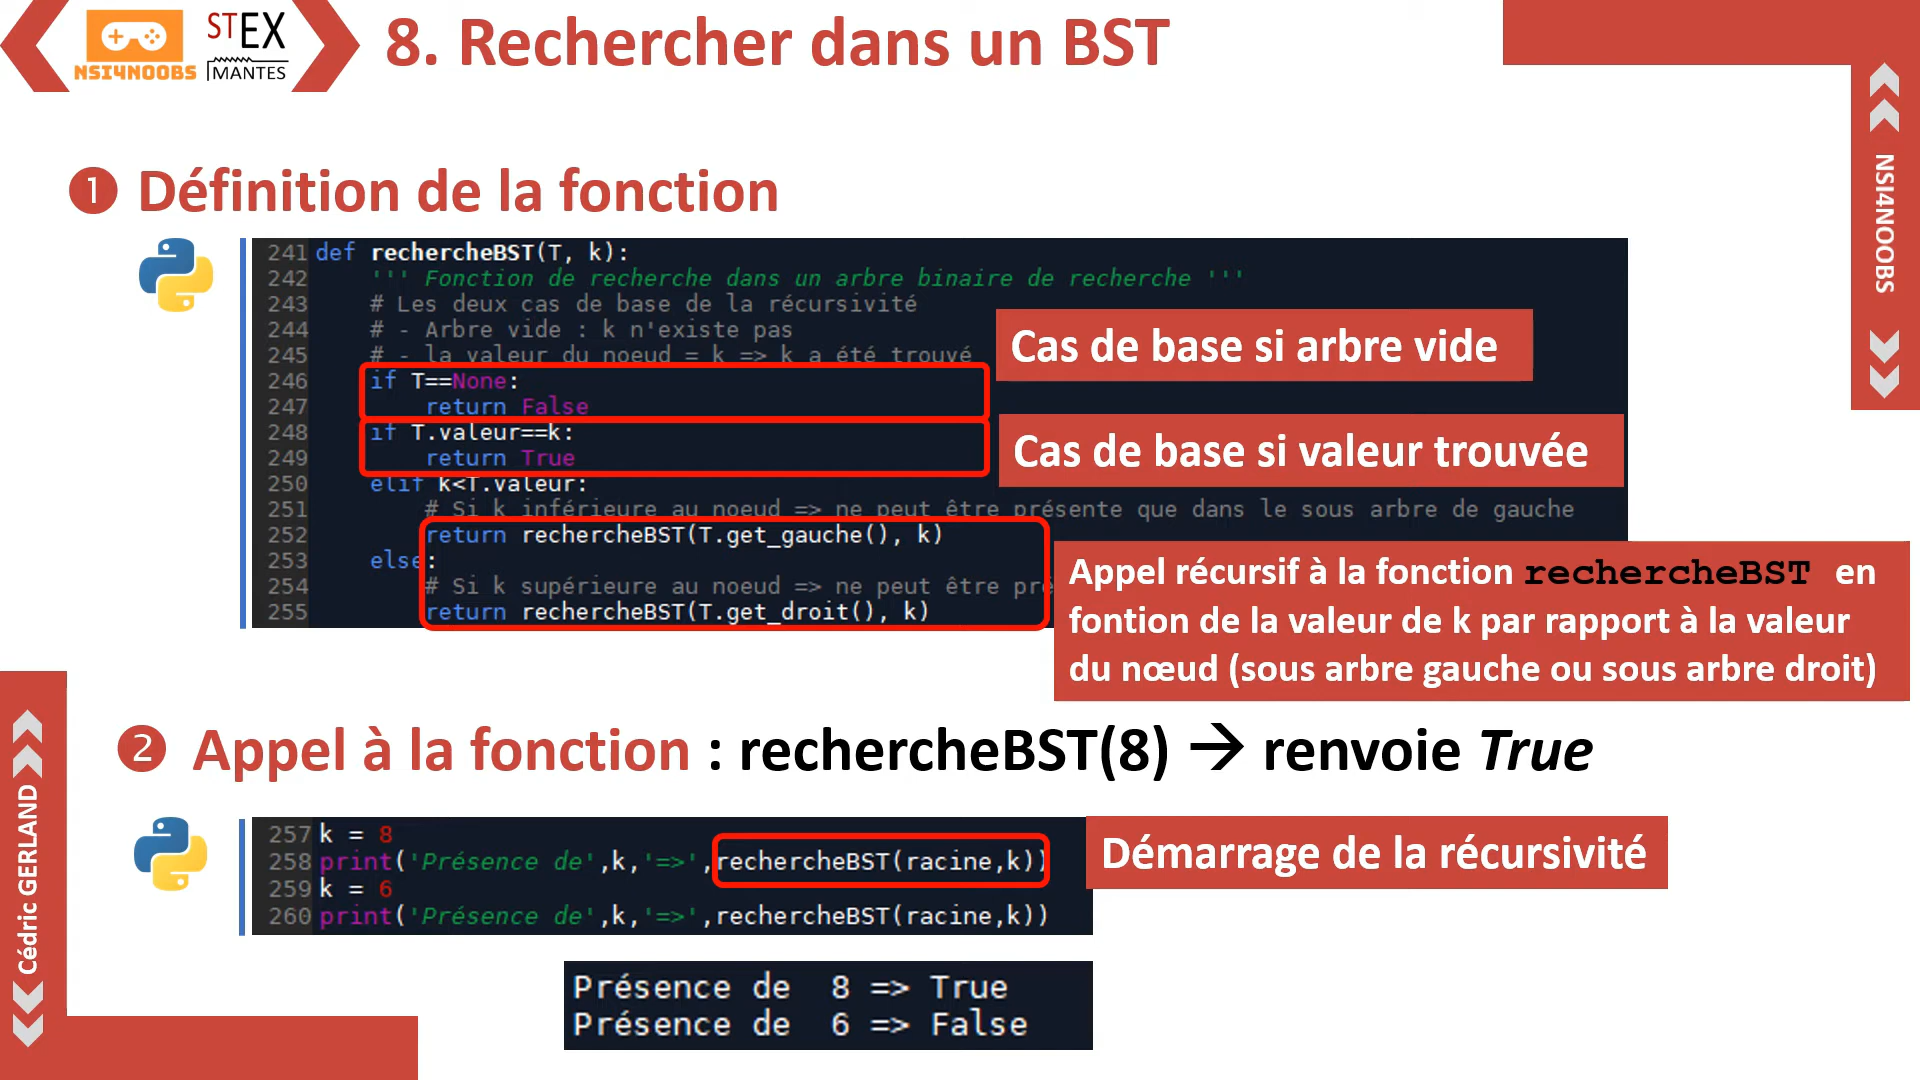 NSI4NOOBS
STEX
MANTES
8. Rechercher dans un BST
NSI4NOOBS
❶ Définition de la fonction
241 def rechercheBST(T, k):
242 ''' Fonction de recherche dans un arbre binaire de recherche '''
243 # Les deux cas de base de la récursivité
244 # - Arbre vide : k n'existe pas
245 # - la valeur du noeud = k => k a été trouvé
246 if T==None:
247 return False
248 if T.valeur==k:
249 return True
250 elif k<T.valeur:
251 # Si k inférieure au noeud => ne peut être présente que dans le sous arbre de gauche
252 return rechercheBST(T.get_gauche(), k)
253 else:
254 # Si k supérieure au noeud => ne peut être pré
255 return rechercheBST(T.get_droit(), k)
Cas de base si arbre vide
Cas de base si valeur trouvée
Appel récursif à la fonction rechercheBST en
fontion de la valeur de k par rapport à la valeur
du nœud (sous arbre gauche ou sous arbre droit)
❷ Appel à la fonction : rechercheBST(8) → renvoie True
257 k = 8
258 print('Présence de',k,'=>',rechercheBST(racine,k))
259 k = 6
260 print('Présence de',k,'=>',rechercheBST(racine,k))
Démarrage de la récursivité
Présence de  8 => True
Présence de  6 => False
Cédric GERLAND